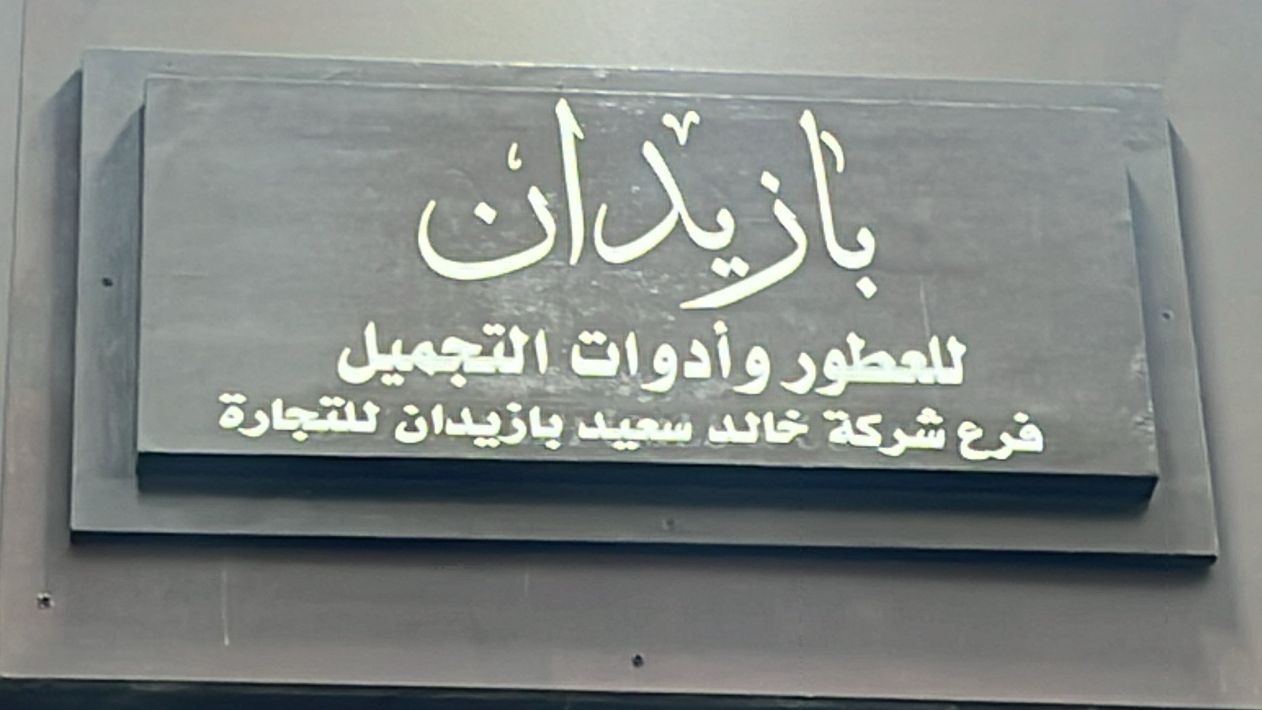 بازيدان
للعطور وأدوات التجميل
فرع شركة خالد سعيد بازيدان للتجارة